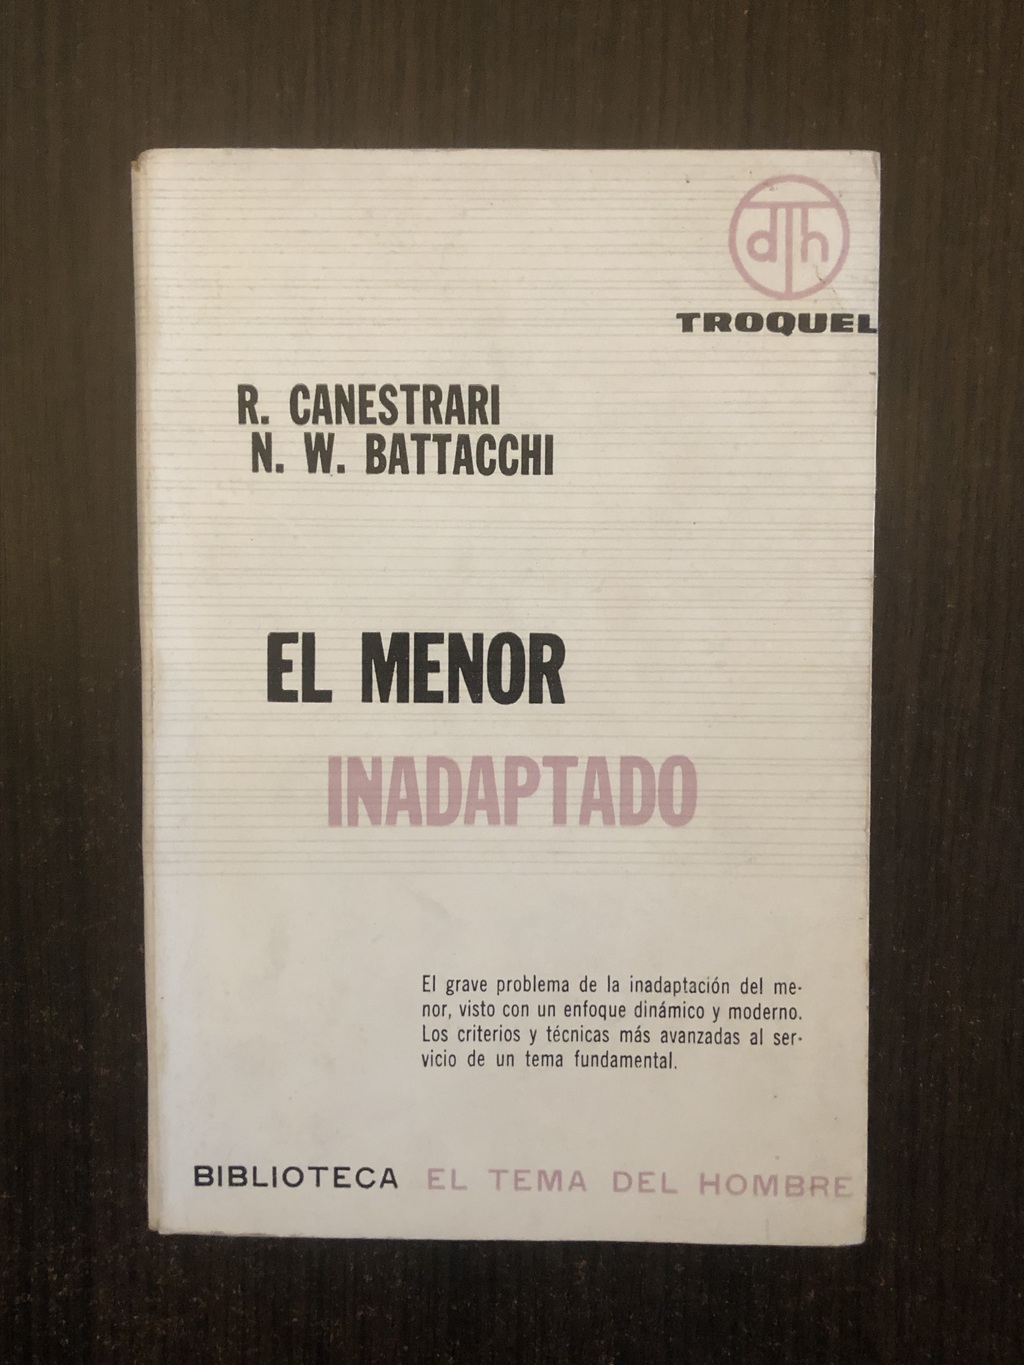 dTh
TROQUEL
R. CANESTRARI
N. W. BATTACCHI
EL MENOR
INADAPTADO
El grave problema de la inadaptación del me-
nor, visto con un enfoque dinámico y moderno.
Los criterios y técnicas más avanzadas al ser-
vicio de un tema fundamental.
BIBLIOTECA EL TEMA DEL HOMBRE